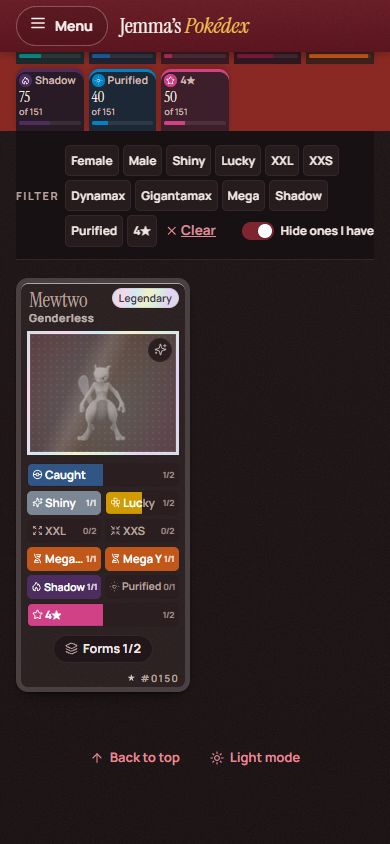 Menu Jemma's Pokédex
Shadow Purified 4★
75 40 50
of 151 of 151 of 151
Female Male Shiny Lucky XXL XXS
FILTER Dynamax Gigantamax Mega Shadow
Purified 4★ × Clear Hide ones I have
Mewtwo Legendary
Genderless
Caught 1/2
Shiny 1/1 Lucky 1/2
XXL 0/2 XXS 0/2
Mega... 1/1 Mega Y 1/1
Shadow 1/1 Purified 0/1
4★ 1/2
Forms 1/2
★ #0150
Back to top Light mode